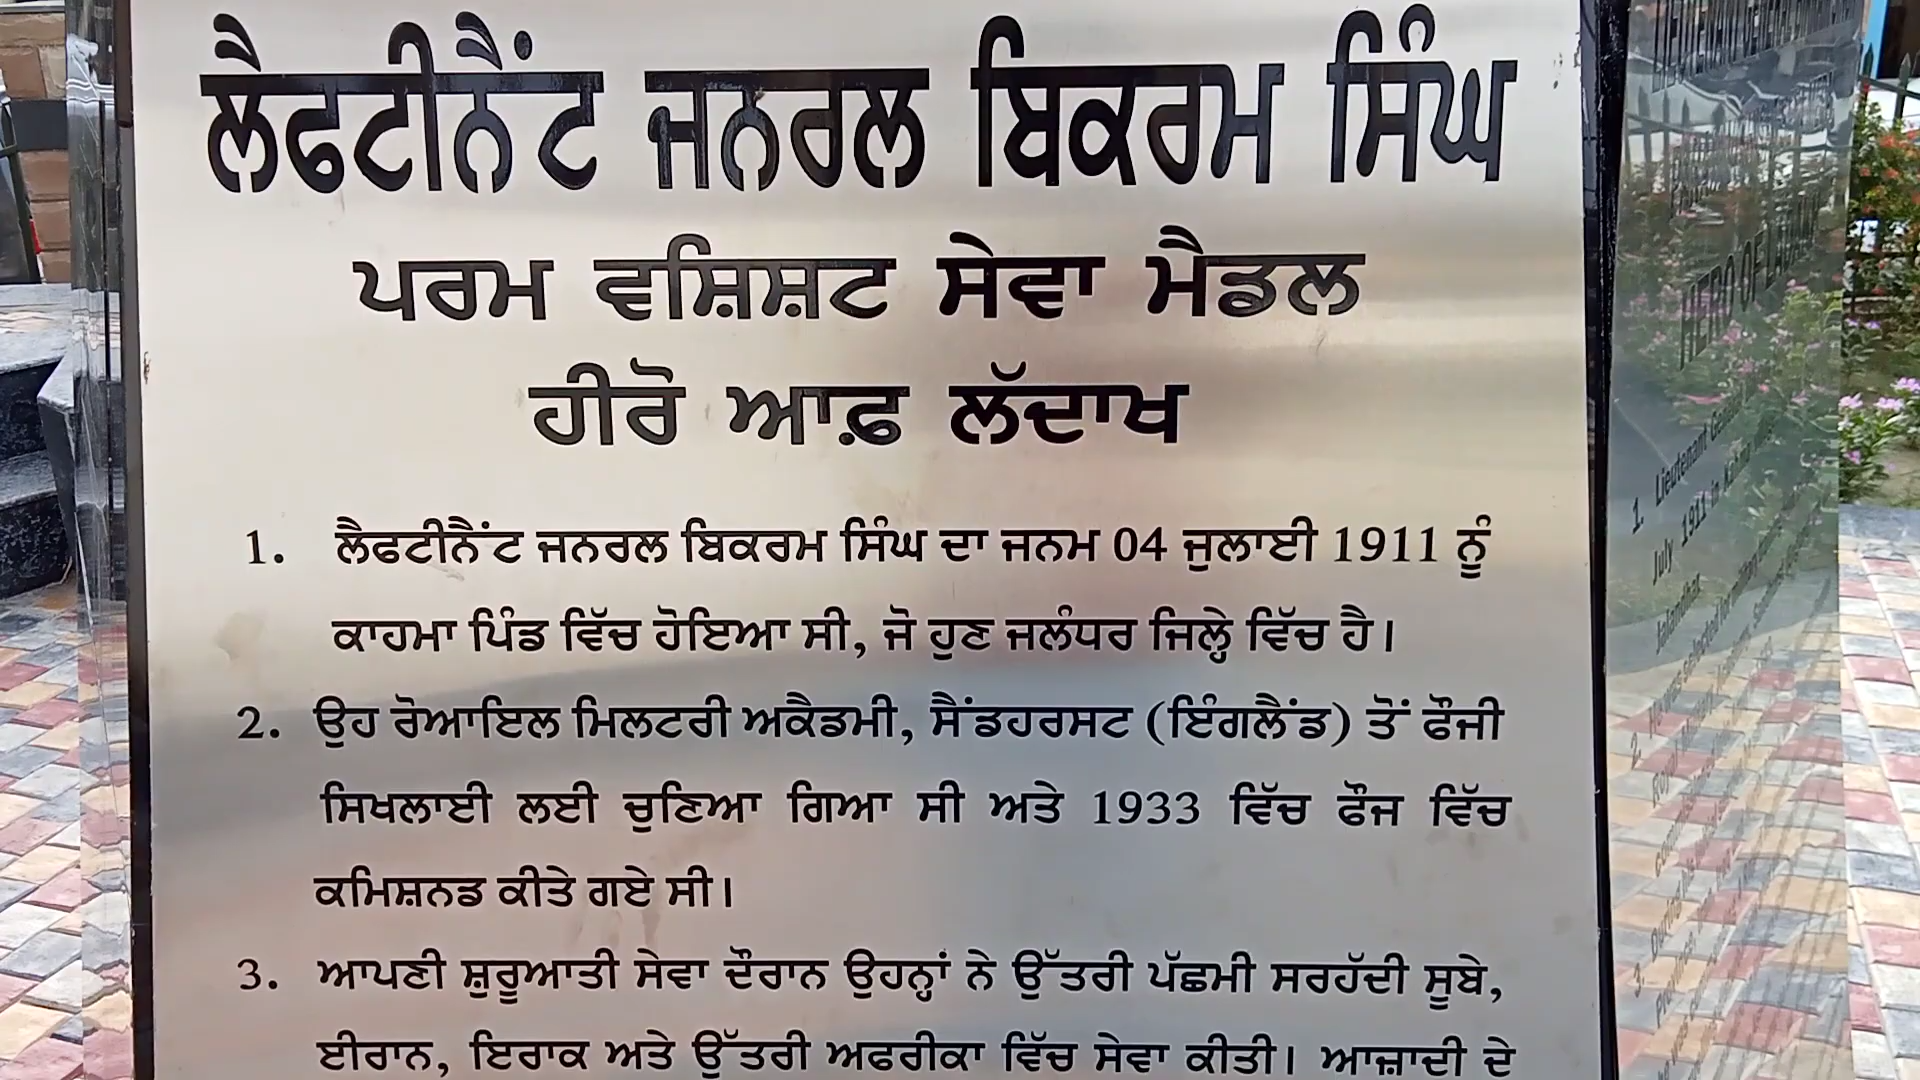 ਲੈਫਟੀਨੈਂਟ ਜਨਰਲ ਬਿਕਰਮ ਸਿੰਘ
ਪਰਮ ਵਸ਼ਿਸ਼ਟ ਸੇਵਾ ਮੈਡਲ
ਹੀਰੋ ਆਫ਼ ਲੱਦਾਖ
1. ਲੈਫਟੀਨੈਂਟ ਜਨਰਲ ਬਿਕਰਮ ਸਿੰਘ ਦਾ ਜਨਮ 04 ਜੁਲਾਈ 1911 ਨੂੰ
ਕਾਹਮਾ ਪਿੰਡ ਵਿੱਚ ਹੋਇਆ ਸੀ, ਜੋ ਹੁਣ ਜਲੰਧਰ ਜਿਲ੍ਹੇ ਵਿੱਚ ਹੈ।
2. ਉਹ ਰੋਆਇਲ ਮਿਲਟਰੀ ਅਕੈਡਮੀ, ਸੈਂਡਹਰਸਟ (ਇੰਗਲੈਂਡ) ਤੋਂ ਫੌਜੀ
ਸਿਖਲਾਈ ਲਈ ਚੁਣਿਆ ਗਿਆ ਸੀ ਅਤੇ 1933 ਵਿੱਚ ਫੌਜ ਵਿੱਚ
ਕਮਿਸ਼ਨਡ ਕੀਤੇ ਗਏ ਸੀ।
3. ਆਪਣੀ ਸ਼ੁਰੂਆਤੀ ਸੇਵਾ ਦੌਰਾਨ ਉਹਨ੍ਹਾਂ ਨੇ ਉੱਤਰੀ ਪੱਛਮੀ ਸਰਹੱਦੀ ਸੂਬੇ,
ਈਰਾਨ, ਇਰਾਕ ਅਤੇ ਉੱਤਰੀ ਅਫਰੀਕਾ ਵਿੱਚ ਸੇਵਾ ਕੀਤੀ। ਆਜ਼ਾਦੀ ਦੇ
HERO OF LADAKH
1. Lieutenant General
July 1911 in Kahma
Jalandhar